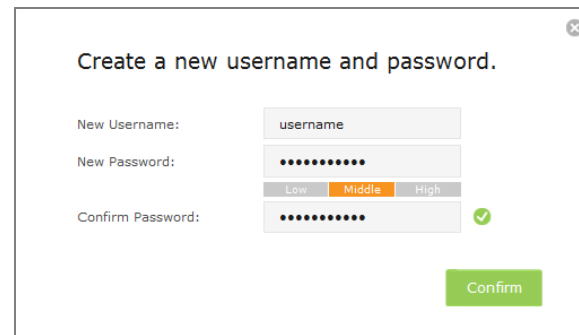 Create a new username and password.
New Username: username
New Password: •••••••••••
Low Middle High
Confirm Password: •••••••••••
Confirm